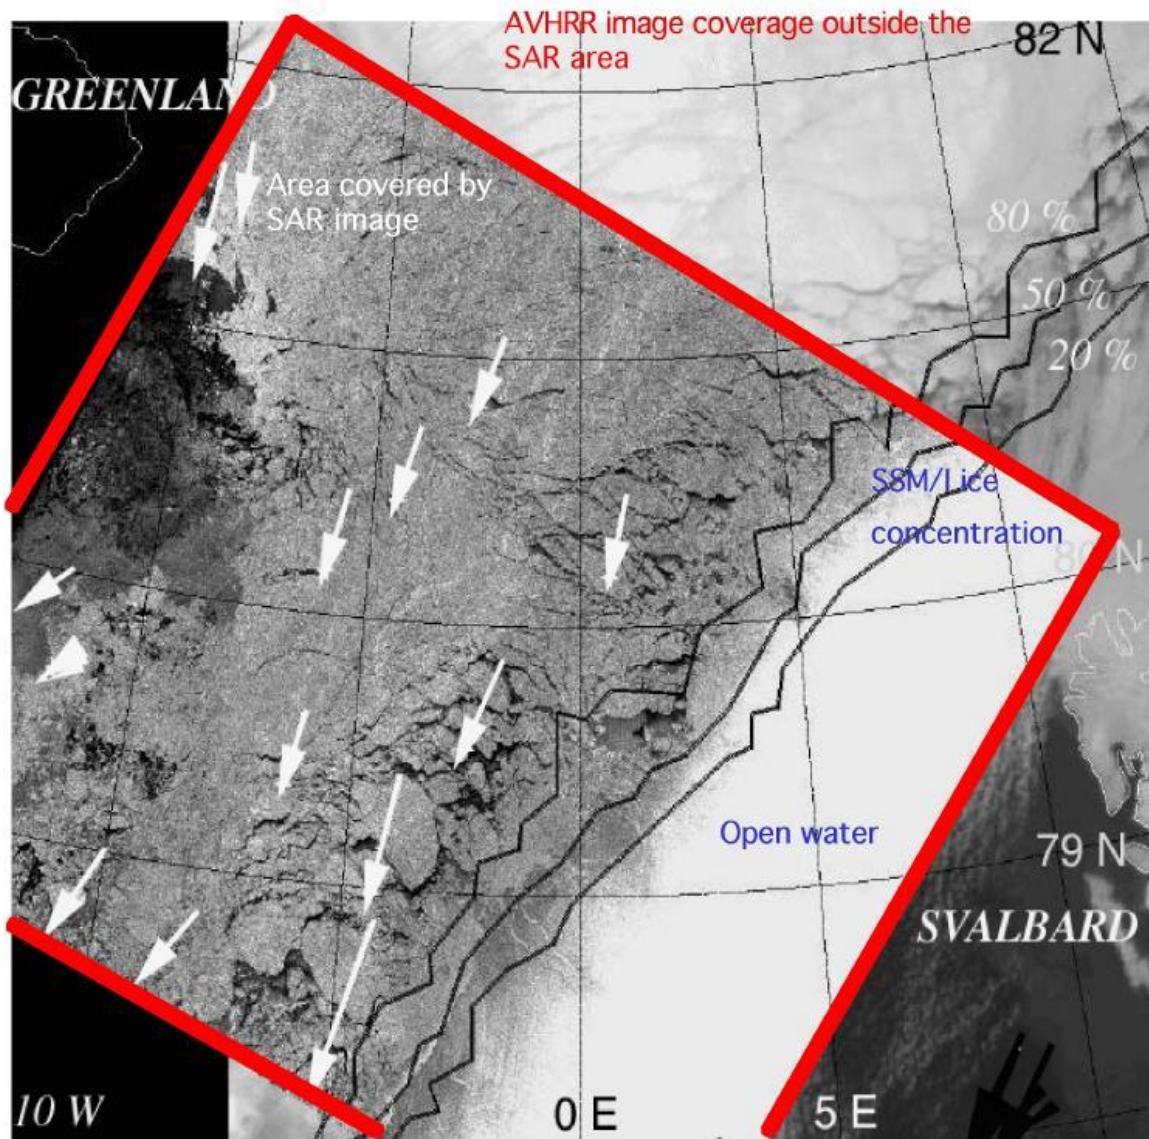 AVHRR image coverage outside the
SAR area
82 N
GREENLAND
Area covered by
SAR image
80 %
50 %
20 %
SSM/I.ice
concentration
80 N
Open water
79 N
SVALBARD
10 W
0 E
5 E